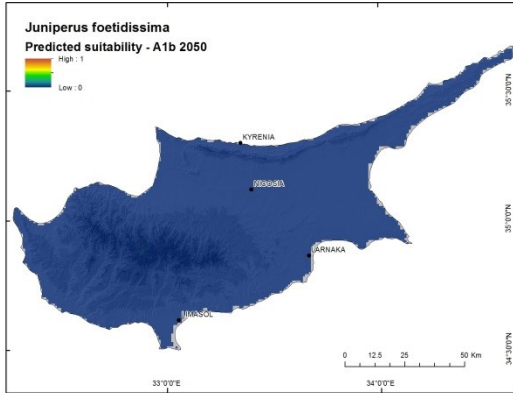 Juniperus foetidissima
Predicted suitability - A1b 2050
High : 1
Low : 0
KYRENIA
NICOSIA
LARNAKA
LIMASOL
35°30'0"N
35°0'0"N
34°30'0"N
0 12.5 25 50 Km
33°0'0"E 34°0'0"E